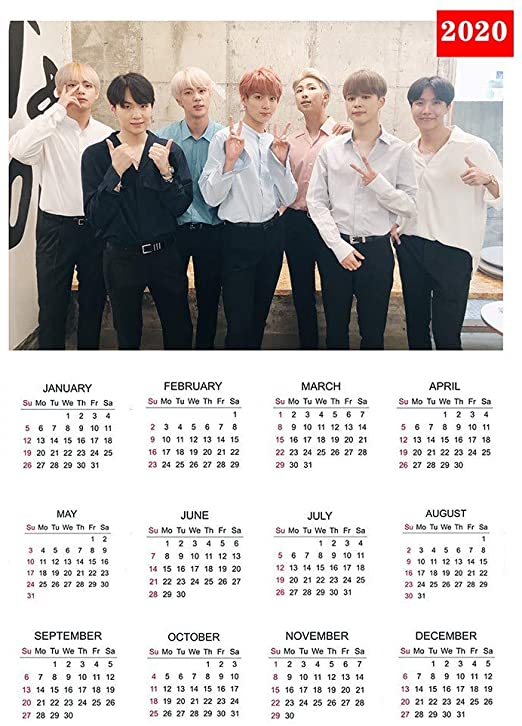 2020
JANUARY
Su Mo Tu We Th Fr Sa
1 2 3 4
5 6 7 8 9 10 11
12 13 14 15 16 17 18
19 20 21 22 23 24 25
26 27 28 29 30 31
FEBRUARY
Su Mo Tu We Th Fr Sa
1
2 3 4 5 6 7 8
9 10 11 12 13 14 15
16 17 18 19 20 21 22
23 24 25 26 27 28 29
MARCH
Su Mo Tu We Th Fr Sa
1 2 3 4 5 6 7
8 9 10 11 12 13 14
15 16 17 18 19 20 21
22 23 24 25 26 27 28
29 30 31
APRIL
Su Mo Tu We Th Fr Sa
1 2 3 4
5 6 7 8 9 10 11
12 13 14 15 16 17 18
19 20 21 22 23 24 25
26 27 28 29 30
MAY
Su Mo Tu We Th Fr Sa
1 2
3 4 5 6 7 8 9
10 11 12 13 14 15 16
17 18 19 20 21 22 23
24 25 26 27 28 29 30
31
JUNE
Su Mo Tu We Th Fr Sa
1 2 3 4 5 6
7 8 9 10 11 12 13
14 15 16 17 18 19 20
21 22 23 24 25 26 27
28 29 30
JULY
Su Mo Tu We Th Fr Sa
1 2 3 4
5 6 7 8 9 10 11
12 13 14 15 16 17 18
19 20 21 22 23 24 25
26 27 28 29 30 31
AUGUST
Su Mo Tu We Th Fr Sa
1
2 3 4 5 6 7 8
9 10 11 12 13 14 15
16 17 18 19 20 21 22
23 24 25 26 27 28 29
30 31
SEPTEMBER
Su Mo Tu We Th Fr Sa
1 2 3 4 5
6 7 8 9 10 11 12
13 14 15 16 17 18 19
20 21 22 23 24 25 26
27 28 29 30
OCTOBER
Su Mo Tu We Th Fr Sa
1 2 3
4 5 6 7 8 9 10
11 12 13 14 15 16 17
18 19 20 21 22 23 24
25 26 27 28 29 30 31
NOVEMBER
Su Mo Tu We Th Fr Sa
1 2 3 4 5 6 7
8 9 10 11 12 13 14
15 16 17 18 19 20 21
22 23 24 25 26 27 28
29 30
DECEMBER
Su Mo Tu We Th Fr Sa
1 2 3 4 5
6 7 8 9 10 11 12
13 14 15 16 17 18 19
20 21 22 23 24 25 26
27 28 29 30 31